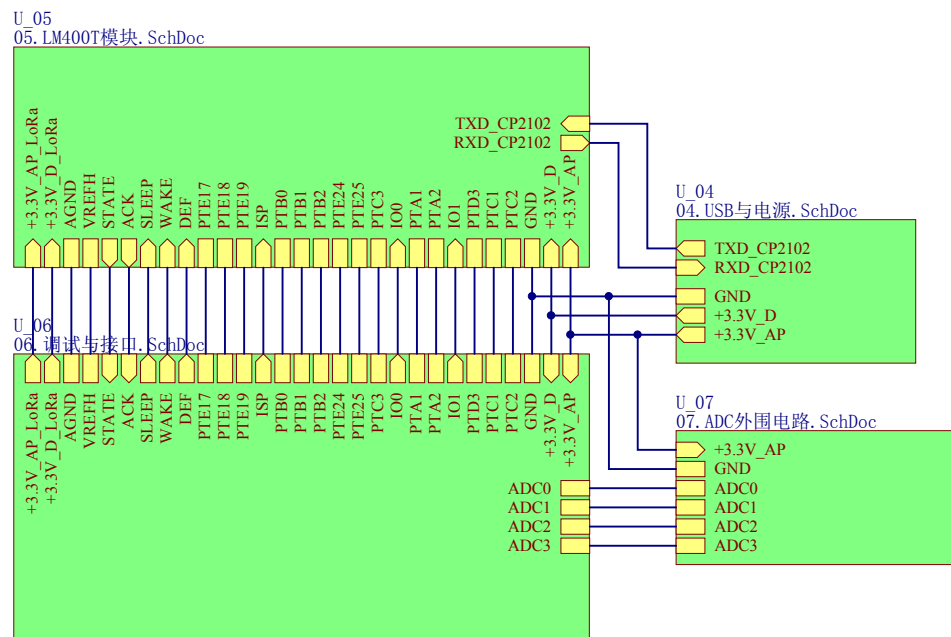 U_05
05.LM400T模块.SchDoc
+3.3V_AP_LoRa
+3.3V_D_LoRa
AGND
VREFH
STATE
ACK
SLEEP
WAKE
DEF
PTE17
PTE18
PTE19
ISP
PTB0
PTB1
PTB2
PTE24
PTE25
PTC3
IO0
PTA1
PTA2
IO1
PTD3
PTC1
PTC2
GND
+3.3V_D
+3.3V_AP
TXD_CP2102
RXD_CP2102
U_04
04.USB与电源.SchDoc
TXD_CP2102
RXD_CP2102
GND
+3.3V_D
+3.3V_AP
U_06
06.调试与接口.SchDoc
+3.3V_AP_LoRa
+3.3V_D_LoRa
AGND
VREFH
STATE
ACK
SLEEP
WAKE
DEF
PTE17
PTE18
PTE19
ISP
PTB0
PTB1
PTB2
PTE24
PTE25
PTC3
IO0
PTA1
PTA2
IO1
PTD3
PTC1
PTC2
GND
+3.3V_D
+3.3V_AP
ADC0
ADC1
ADC2
ADC3
U_07
07.ADC外围电路.SchDoc
+3.3V_AP
GND
ADC0
ADC1
ADC2
ADC3